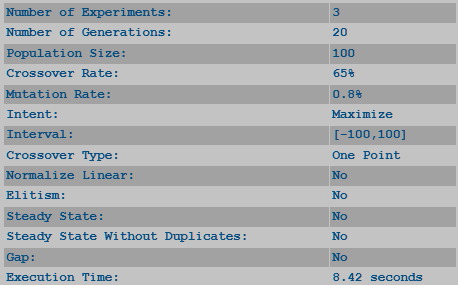 Number of Experiments: 3
Number of Generations: 20
Population Size: 100
Crossover Rate: 65%
Mutation Rate: 0.8%
Intent: Maximize
Interval: [-100,100]
Crossover Type: One Point
Normalize Linear: No
Elitism: No
Steady State: No
Steady State Without Duplicates: No
Gap: No
Execution Time: 8.42 seconds